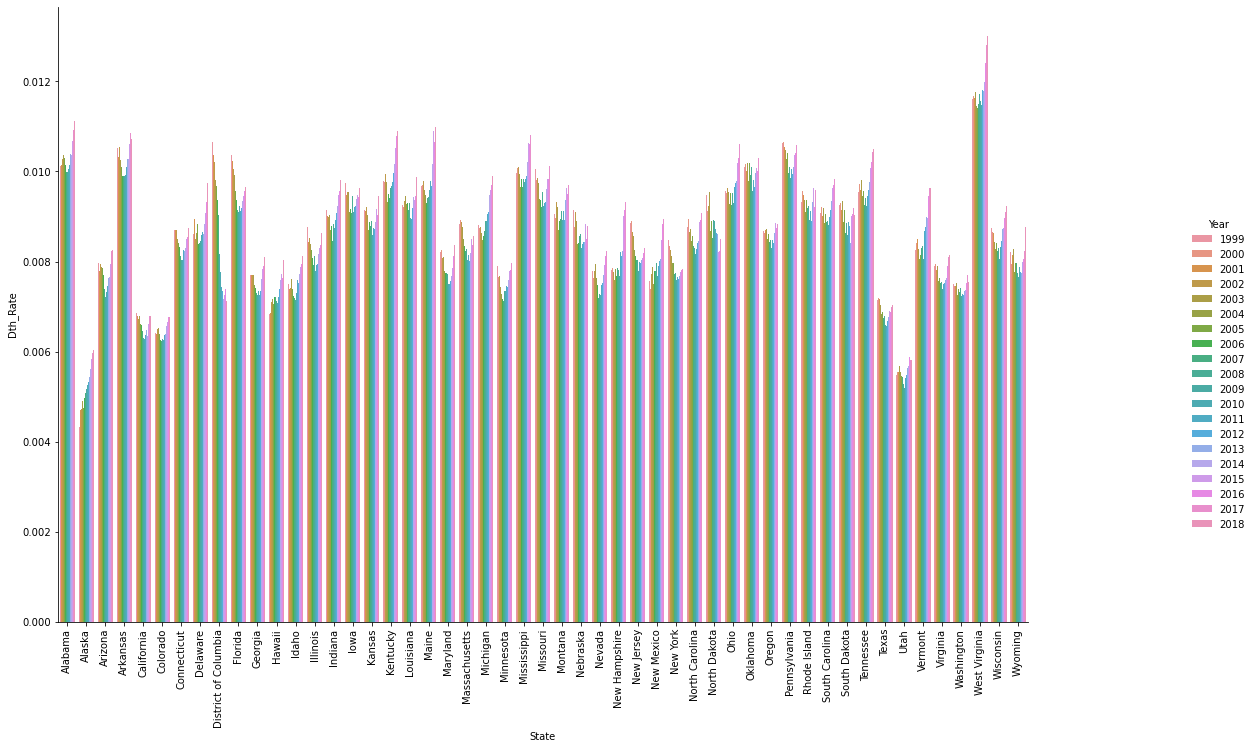 Dth_Rate
0.012
0.010
0.008
0.006
0.004
0.002
0.000
Alabama
Alaska
Arizona
Arkansas
California
Colorado
Connecticut
Delaware
District of Columbia
Florida
Georgia
Hawaii
Idaho
Illinois
Indiana
Iowa
Kansas
Kentucky
Louisiana
Maine
Maryland
Massachusetts
Michigan
Minnesota
Mississippi
Missouri
Montana
Nebraska
Nevada
New Hampshire
New Jersey
New Mexico
New York
North Carolina
North Dakota
Ohio
Oklahoma
Oregon
Pennsylvania
Rhode Island
South Carolina
South Dakota
Tennessee
Texas
Utah
Vermont
Virginia
Washington
West Virginia
Wisconsin
Wyoming
State
Year
1999
2000
2001
2002
2003
2004
2005
2006
2007
2008
2009
2010
2011
2012
2013
2014
2015
2016
2017
2018